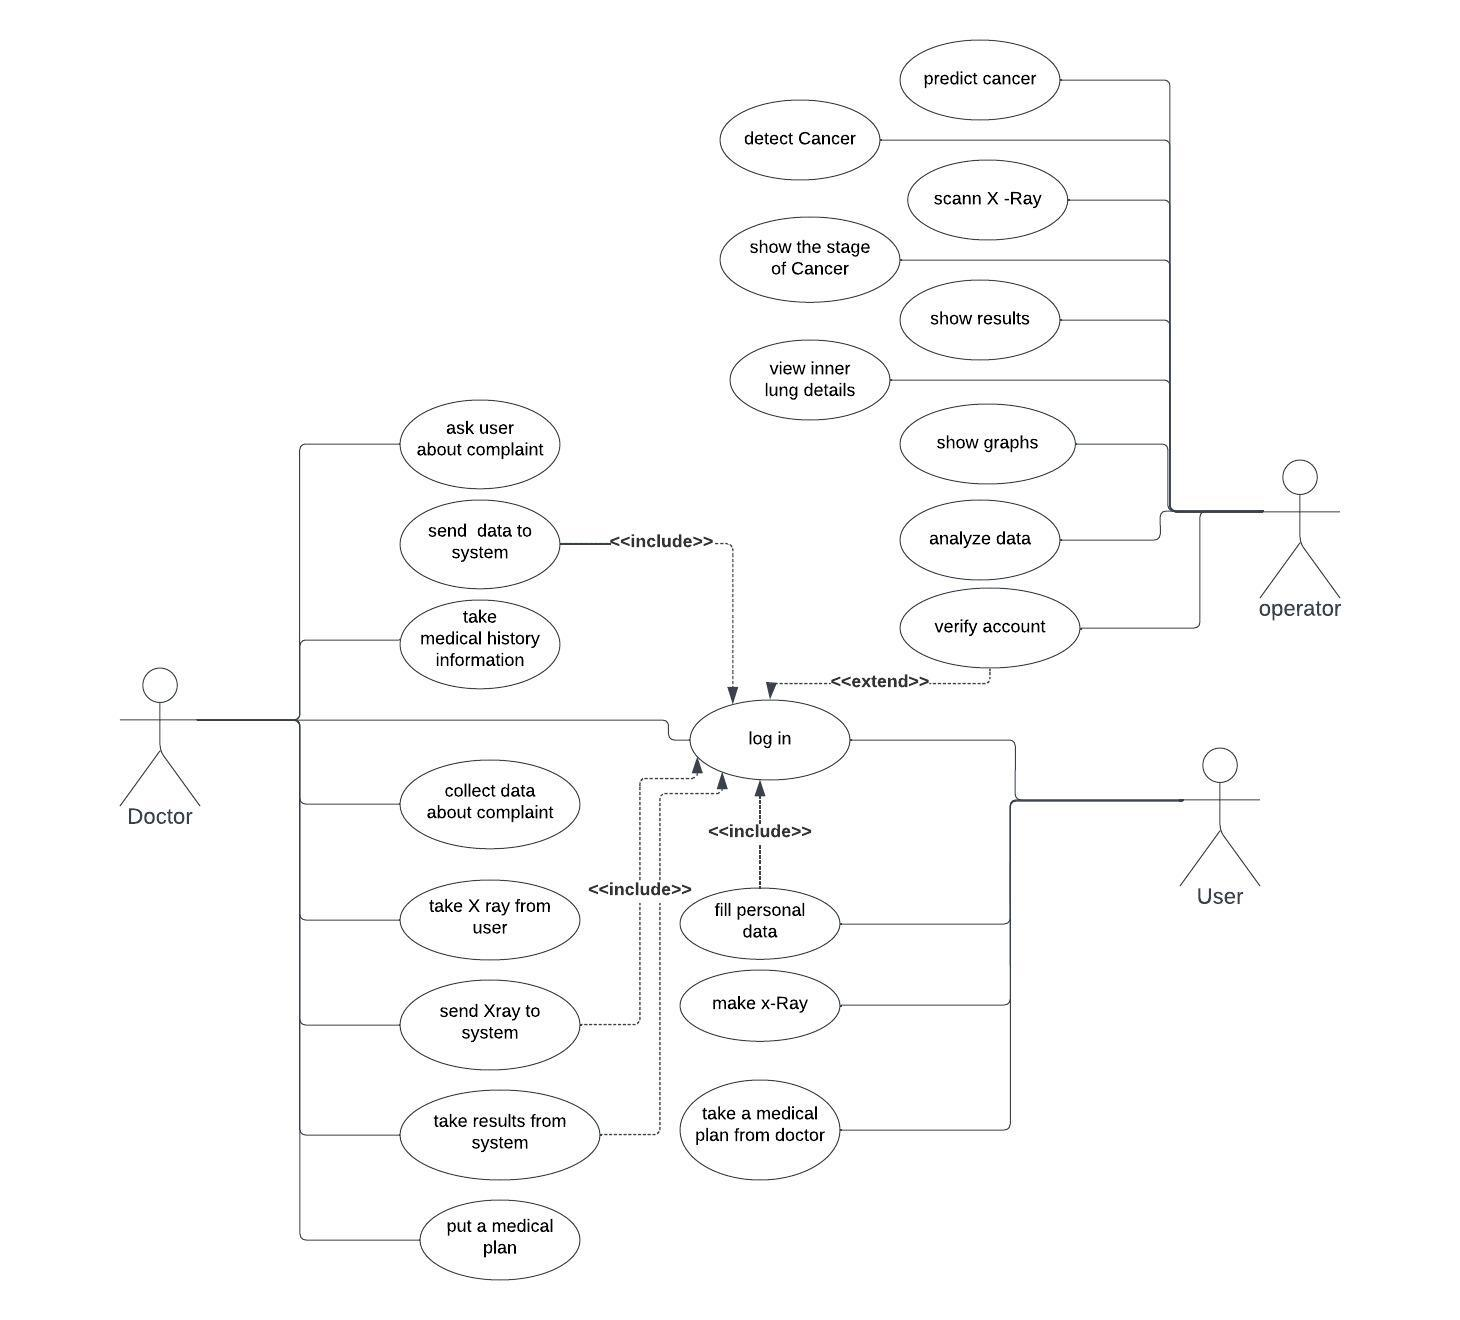 predict cancer
detect Cancer
scann X -Ray
show the stage
of Cancer
show results
view inner
lung details
show graphs
analyze data
verify account
operator
<<extend>>
ask user
about complaint
send  data to
system
<<include>>
take
medical history
information
Doctor
log in
collect data
about complaint
take X ray from
user
send Xray to
system
take results from
system
put a medical
plan
<<include>>
<<include>>
fill personal
data
make x-Ray
take a medical
plan from doctor
User